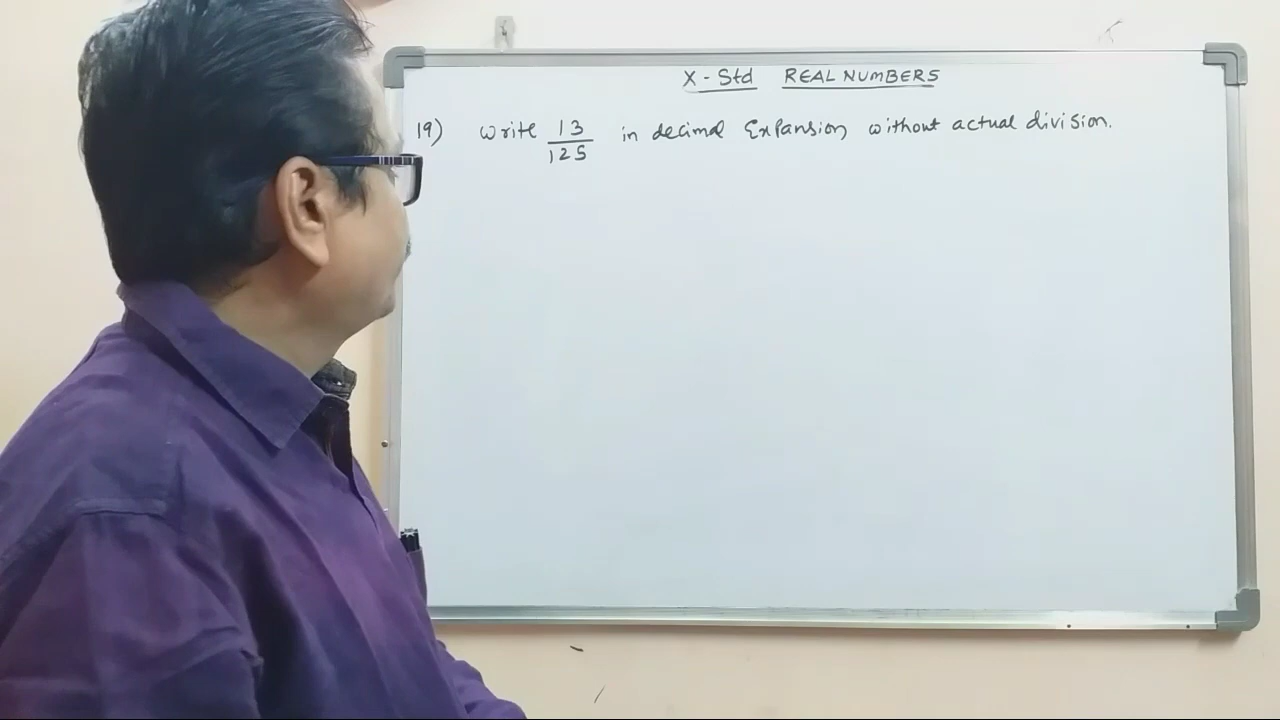 X - Std REAL NUMBERS
19) Write 13/125 in decimal Expansion without actual division.